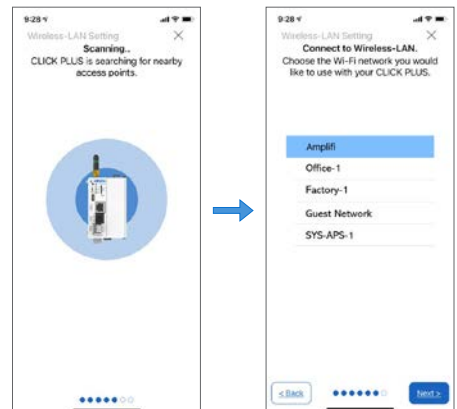 9:28
Wireless-LAN Setting
Scanning..
CLICK PLUS is searching for nearby
access points.
9:28
Wireless-LAN Setting
Connect to Wireless-LAN.
Choose the Wi-Fi network you would
like to use with your CLICK PLUS.
Amplifi
Office-1
Factory-1
Guest Network
SYS-APS-1
< Back
Next >